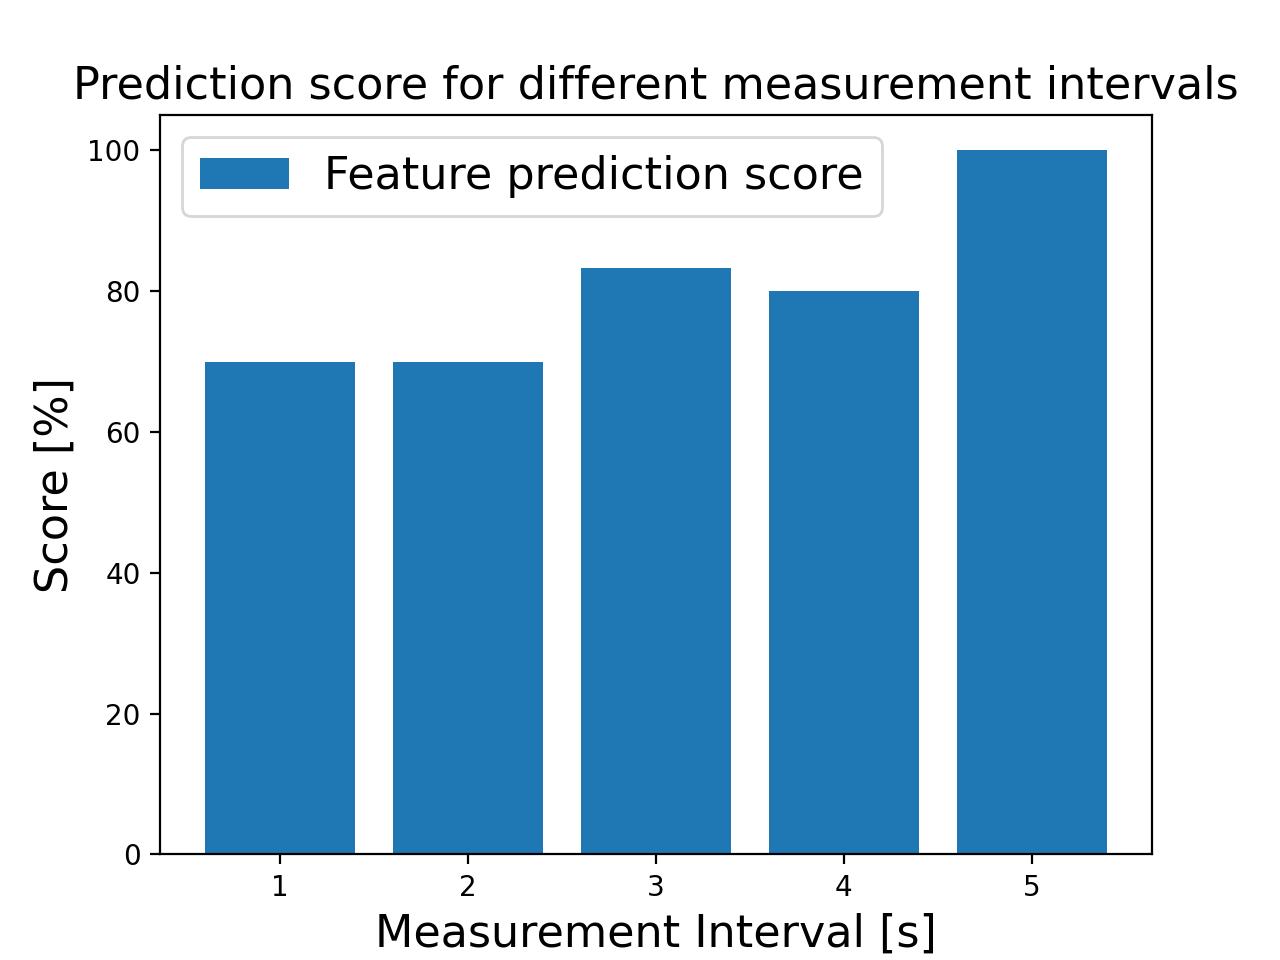 Prediction score for different measurement intervals
Feature prediction score
100
80
60
40
20
0
Score [%]
1 2 3 4 5
Measurement Interval [s]